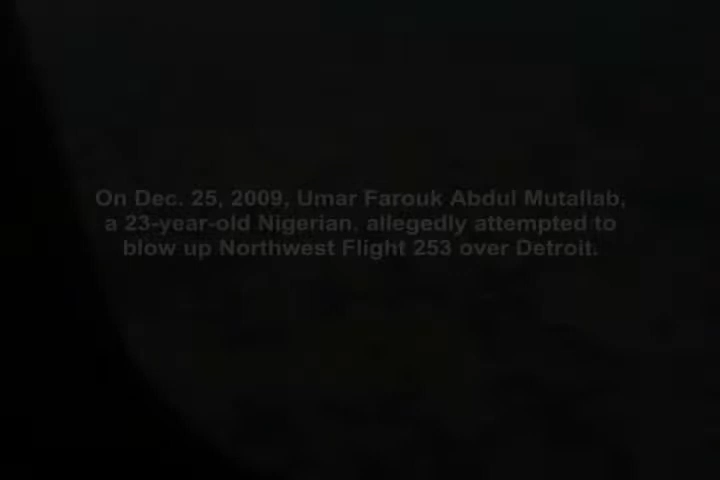 On Dec. 25, 2009, Umar Farouk Abdul Mutallab,
a 23-year-old Nigerian, allegedly attempted to
blow up Northwest Flight 253 over Detroit.